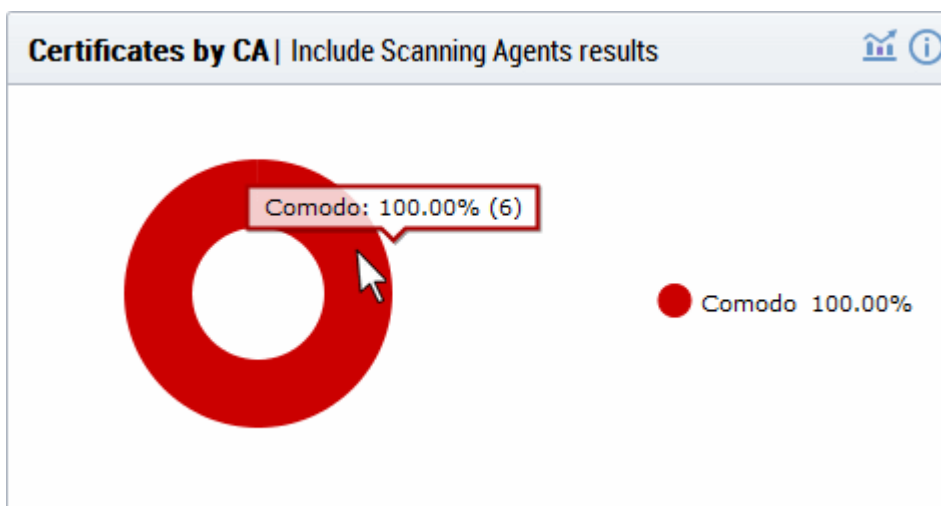 Certificates by CA | Include Scanning Agents results
Comodo: 100.00% (6)
Comodo 100.00%